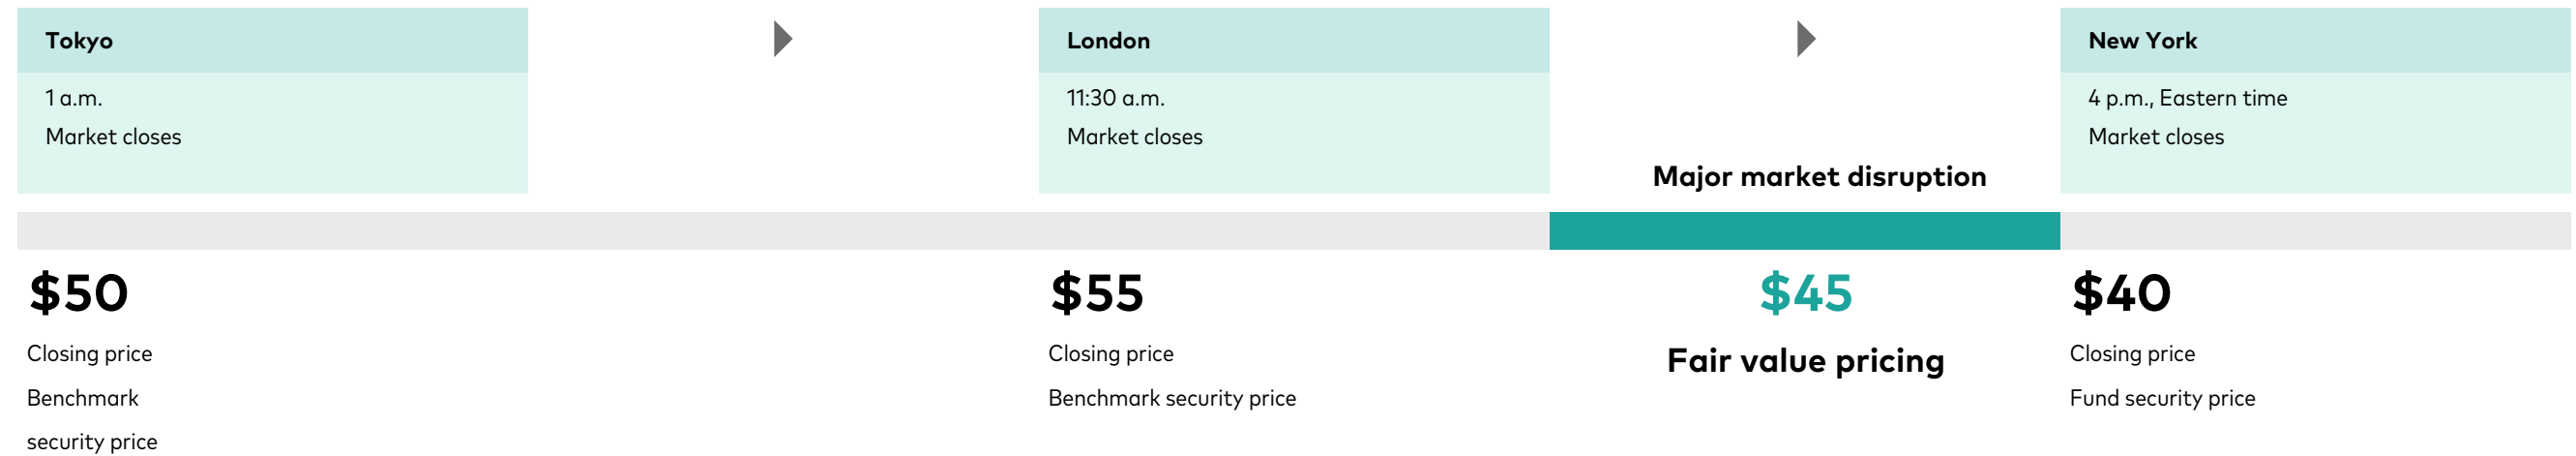 Tokyo
1 a.m.
Market closes
London
11:30 a.m.
Market closes
Major market disruption
New York
4 p.m., Eastern time
Market closes
$50
Closing price
Benchmark
security price
$55
Closing price
Benchmark security price
$45
Fair value pricing
$40
Closing price
Fund security price